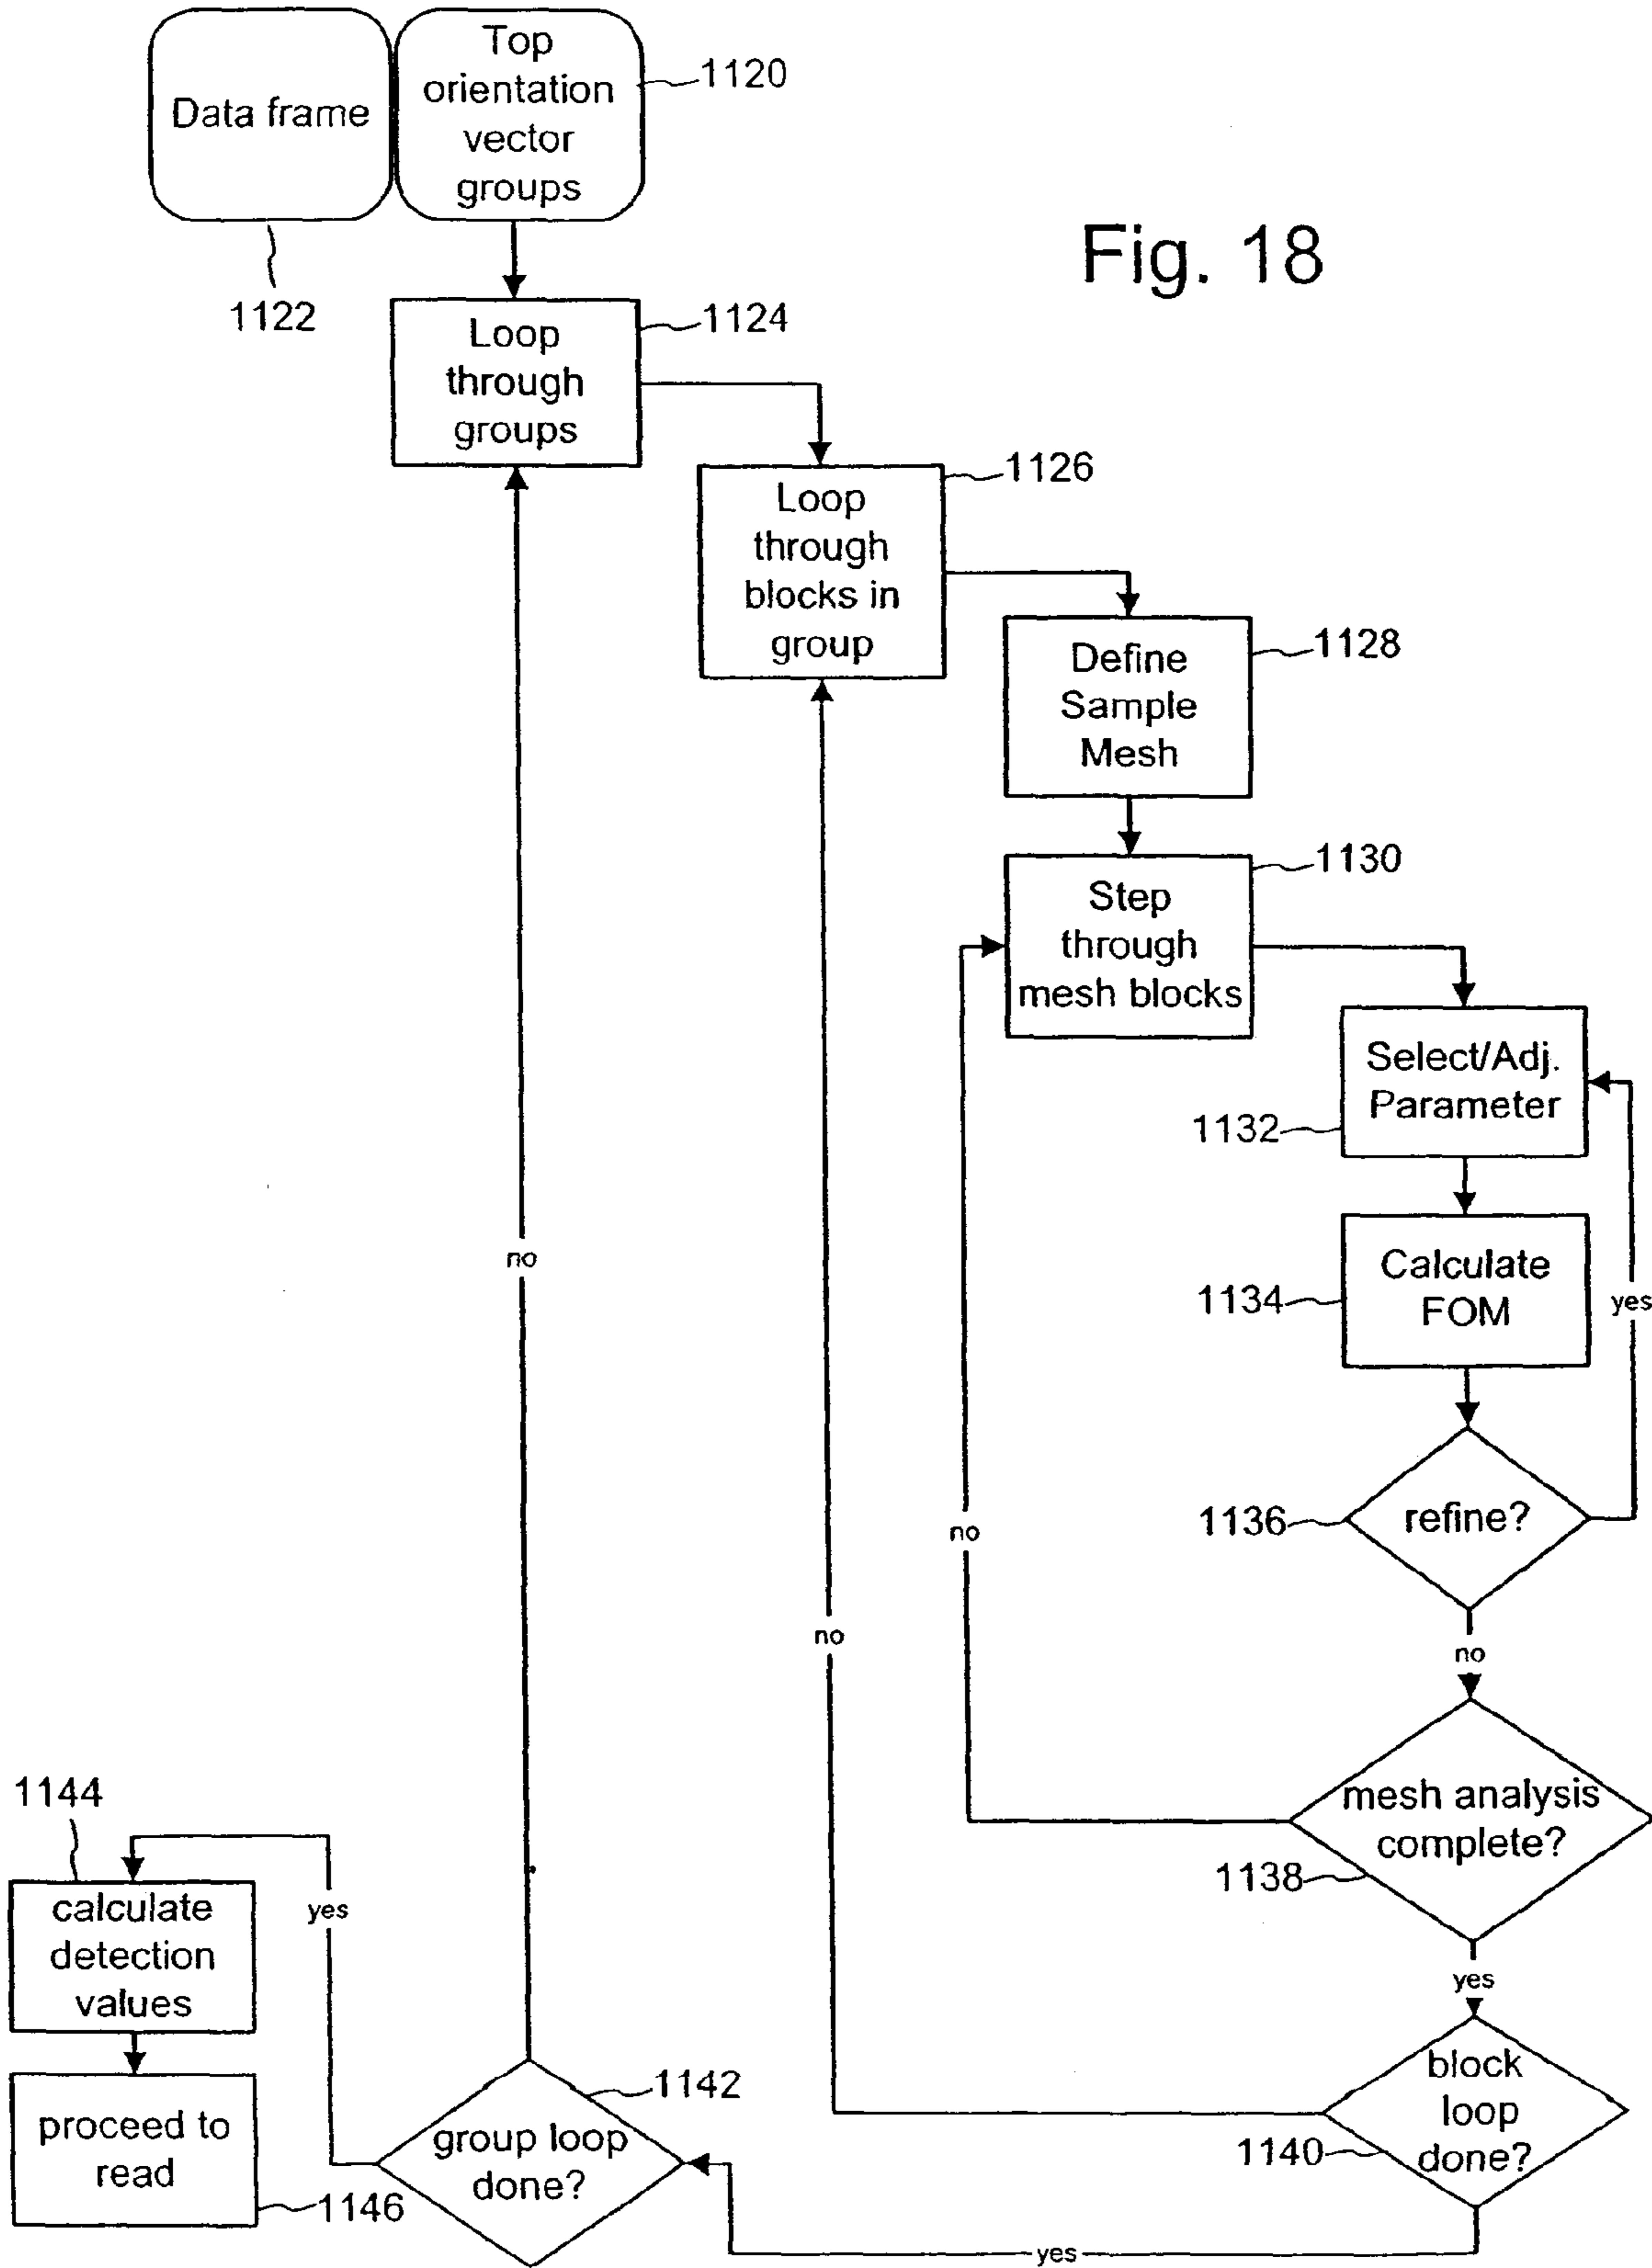 Data frame
Top
orientation
vector
groups
1120
1122
Fig. 18
Loop
through
groups
1124
Loop
through
blocks in
group
1126
Define
Sample
Mesh
1128
Step
through
mesh blocks
1130
Select/Adj.
Parameter
1132
Calculate
FOM
1134
yes
refine?
1136
no
no
no
no
mesh analysis
complete?
1138
yes
block
loop
done?
1140
yes
group loop
done?
1142
yes
1144
calculate
detection
values
proceed to
read
1146